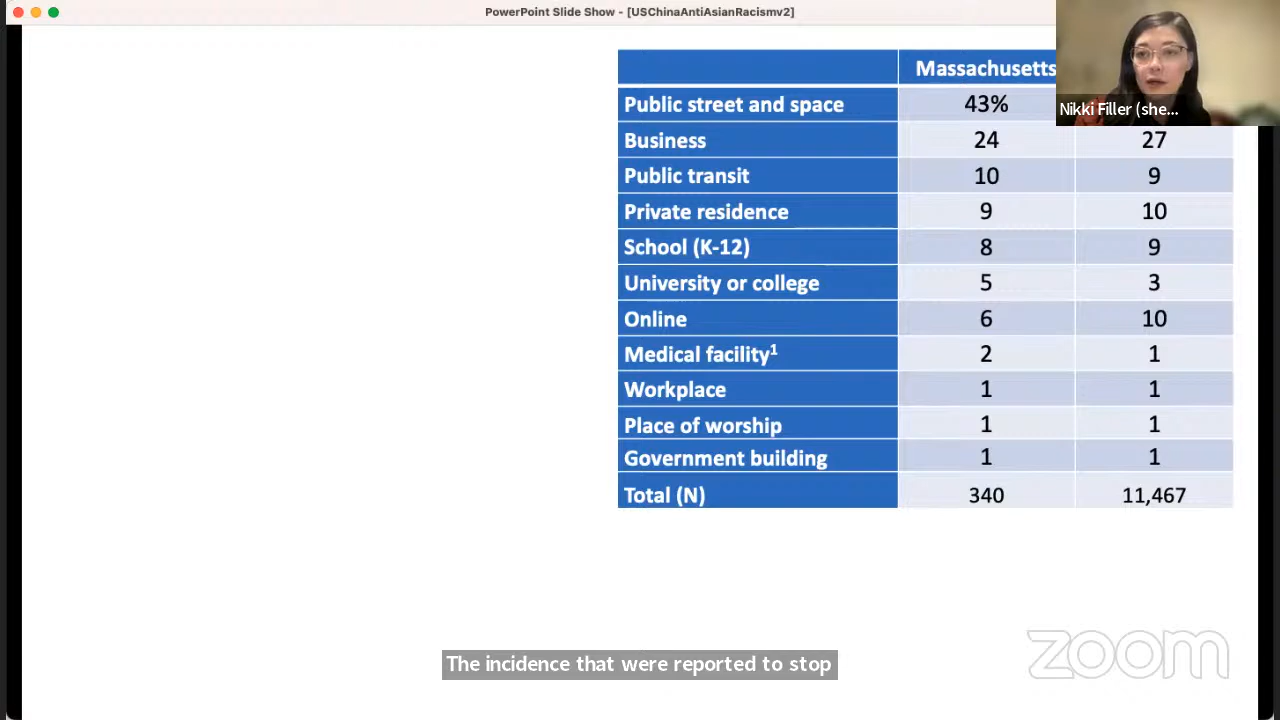 PowerPoint Slide Show - [USChinaAntiAsianRacismv2]
Massachusetts
Nikki Filler (she...
Public street and space 43%
Business 24 27
Public transit 10 9
Private residence 9 10
School (K-12) 8 9
University or college 5 3
Online 6 10
Medical facility¹ 2 1
Workplace 1 1
Place of worship 1 1
Government building 1 1
Total (N) 340 11,467
The incidence that were reported to stop
zoom